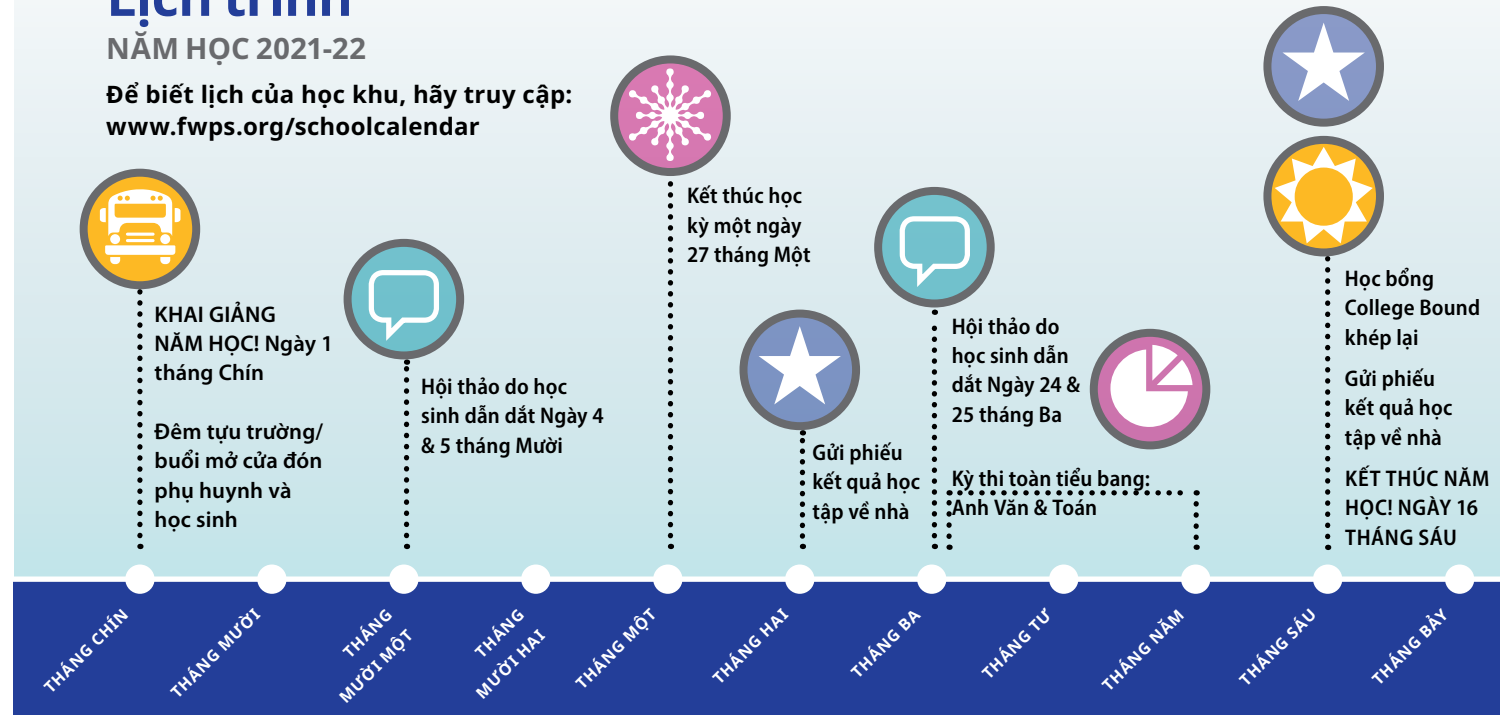 Lịch trình
NĂM HỌC 2021-22
Để biết lịch của học khu, hãy truy cập:
www.fwps.org/schoolcalendar
KHAI GIẢNG
NĂM HỌC! Ngày 1
tháng Chín
Đêm tựu trường/
buổi mở cửa đón
phụ huynh và
học sinh
Hội thảo do học
sinh dẫn dắt Ngày 4
& 5 tháng Mười
Kết thúc học
kỳ một ngày
27 tháng Một
Gửi phiếu
kết quả học
tập về nhà
Hội thảo do
học sinh dẫn
dắt Ngày 24 &
25 tháng Ba
Kỳ thi toàn tiểu bang:
Anh Văn & Toán
Học bổng
College Bound
khép lại
Gửi phiếu
kết quả học
tập về nhà
KẾT THÚC NĂM
HỌC! NGÀY 16
THÁNG SÁU
THÁNG CHÍN
THÁNG MƯỜI
THÁNG
MƯỜI MỘT
THÁNG
MƯỜI HAI
THÁNG MỘT
THÁNG HAI
THÁNG BA
THÁNG TƯ
THÁNG NĂM
THÁNG SÁU
THÁNG BẢY